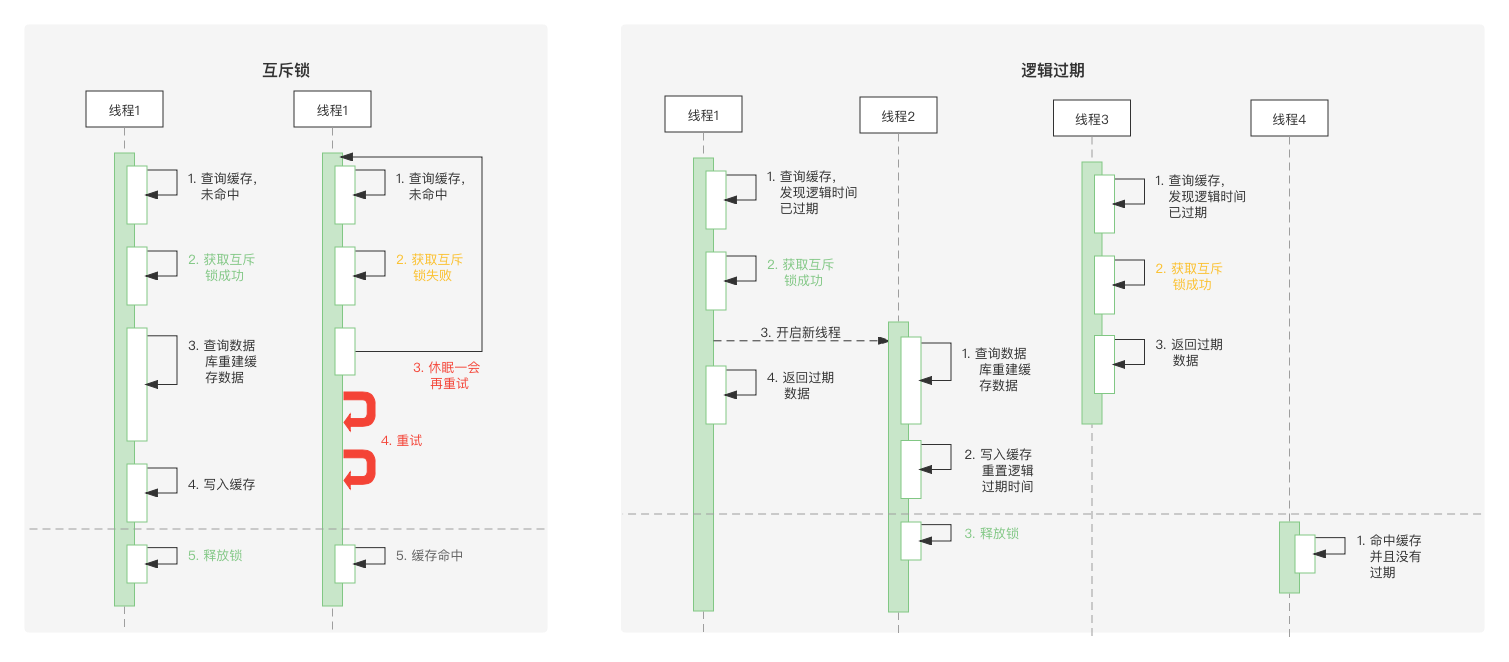 互斥锁
线程1
线程1
1. 查询缓存，
未命中
2. 获取互斥
锁成功
3. 查询数据
库重建缓
存数据
4. 写入缓存
5. 释放锁
1. 查询缓存，
未命中
2. 获取互斥
锁失败
3. 休眠一会
再重试
4. 重试
5. 缓存命中
逻辑过期
线程1
线程2
线程3
线程4
1. 查询缓存，
发现逻辑时间
已过期
2. 获取互斥
锁成功
3. 开启新线程
4. 返回过期
数据
1. 查询数据
库重建缓
存数据
2. 写入缓存
重置逻辑
过期时间
3. 释放锁
1. 查询缓存，
发现逻辑时间
已过期
2. 获取互斥
锁成功
3. 返回过期
数据
1. 命中缓存
并且没有
过期